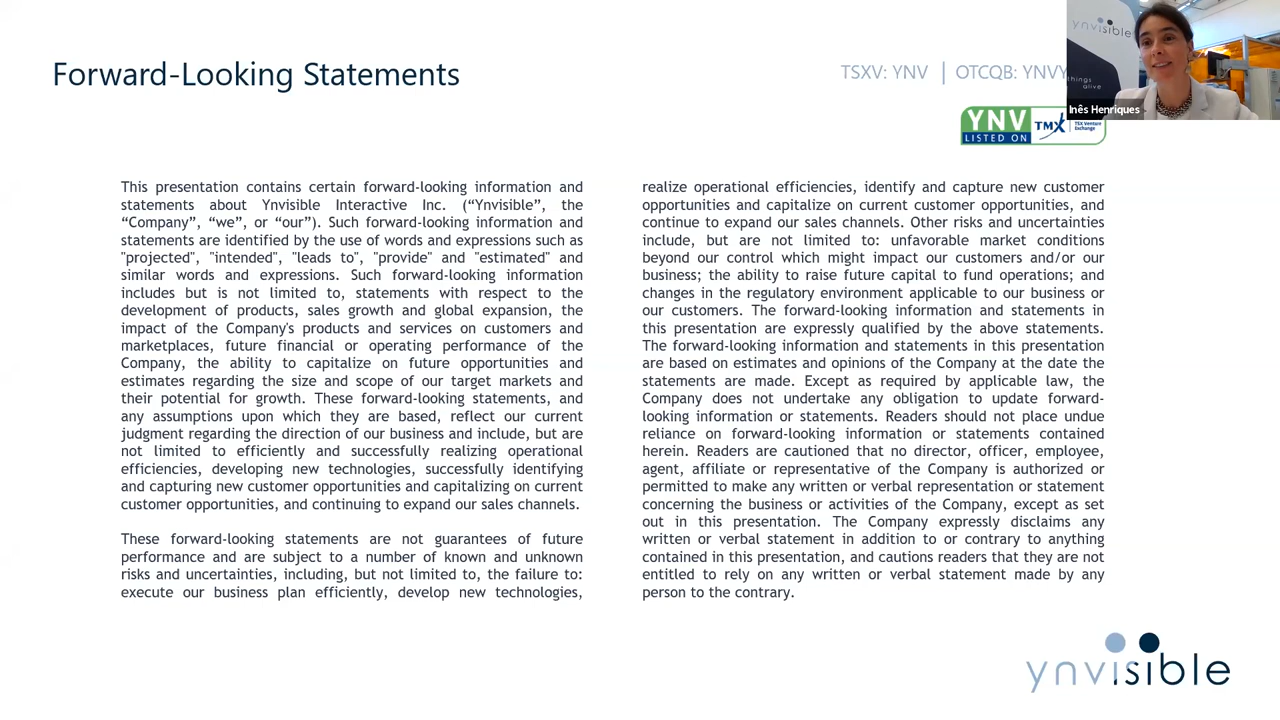 Forward-Looking Statements
TSXV: YNV | OTCQB: YNVY
ynvisible
things
alive
Inês Henriques
YNV
LISTED ON
TMX
TSX Venture
Exchange
This presentation contains certain forward-looking information and
statements about Ynvisible Interactive Inc. (“Ynvisible”, the
“Company”, “we”, or “our”). Such forward-looking information and
statements are identified by the use of words and expressions such as
"projected", "intended", "leads to", "provide" and "estimated" and
similar words and expressions. Such forward-looking information
includes but is not limited to, statements with respect to the
development of products, sales growth and global expansion, the
impact of the Company's products and services on customers and
marketplaces, future financial or operating performance of the
Company, the ability to capitalize on future opportunities and
estimates regarding the size and scope of our target markets and
their potential for growth. These forward-looking statements, and
any assumptions upon which they are based, reflect our current
judgment regarding the direction of our business and include, but are
not limited to efficiently and successfully realizing operational
efficiencies, developing new technologies, successfully identifying
and capturing new customer opportunities and capitalizing on current
customer opportunities, and continuing to expand our sales channels.
These forward-looking statements are not guarantees of future
performance and are subject to a number of known and unknown
risks and uncertainties, including, but not limited to, the failure to:
execute our business plan efficiently, develop new technologies,
realize operational efficiencies, identify and capture new customer
opportunities and capitalize on current customer opportunities, and
continue to expand our sales channels. Other risks and uncertainties
include, but are not limited to: unfavorable market conditions
beyond our control which might impact our customers and/or our
business; the ability to raise future capital to fund operations; and
changes in the regulatory environment applicable to our business or
our customers. The forward-looking information and statements in
this presentation are expressly qualified by the above statements.
The forward-looking information and statements in this presentation
are based on estimates and opinions of the Company at the date the
statements are made. Except as required by applicable law, the
Company does not undertake any obligation to update forward-
looking information or statements. Readers should not place undue
reliance on forward-looking information or statements contained
herein. Readers are cautioned that no director, officer, employee,
agent, affiliate or representative of the Company is authorized or
permitted to make any written or verbal representation or statement
concerning the business or activities of the Company, except as set
out in this presentation. The Company expressly disclaims any
written or verbal statement in addition to or contrary to anything
contained in this presentation, and cautions readers that they are not
entitled to rely on any written or verbal statement made by any
person to the contrary.
ynvisible